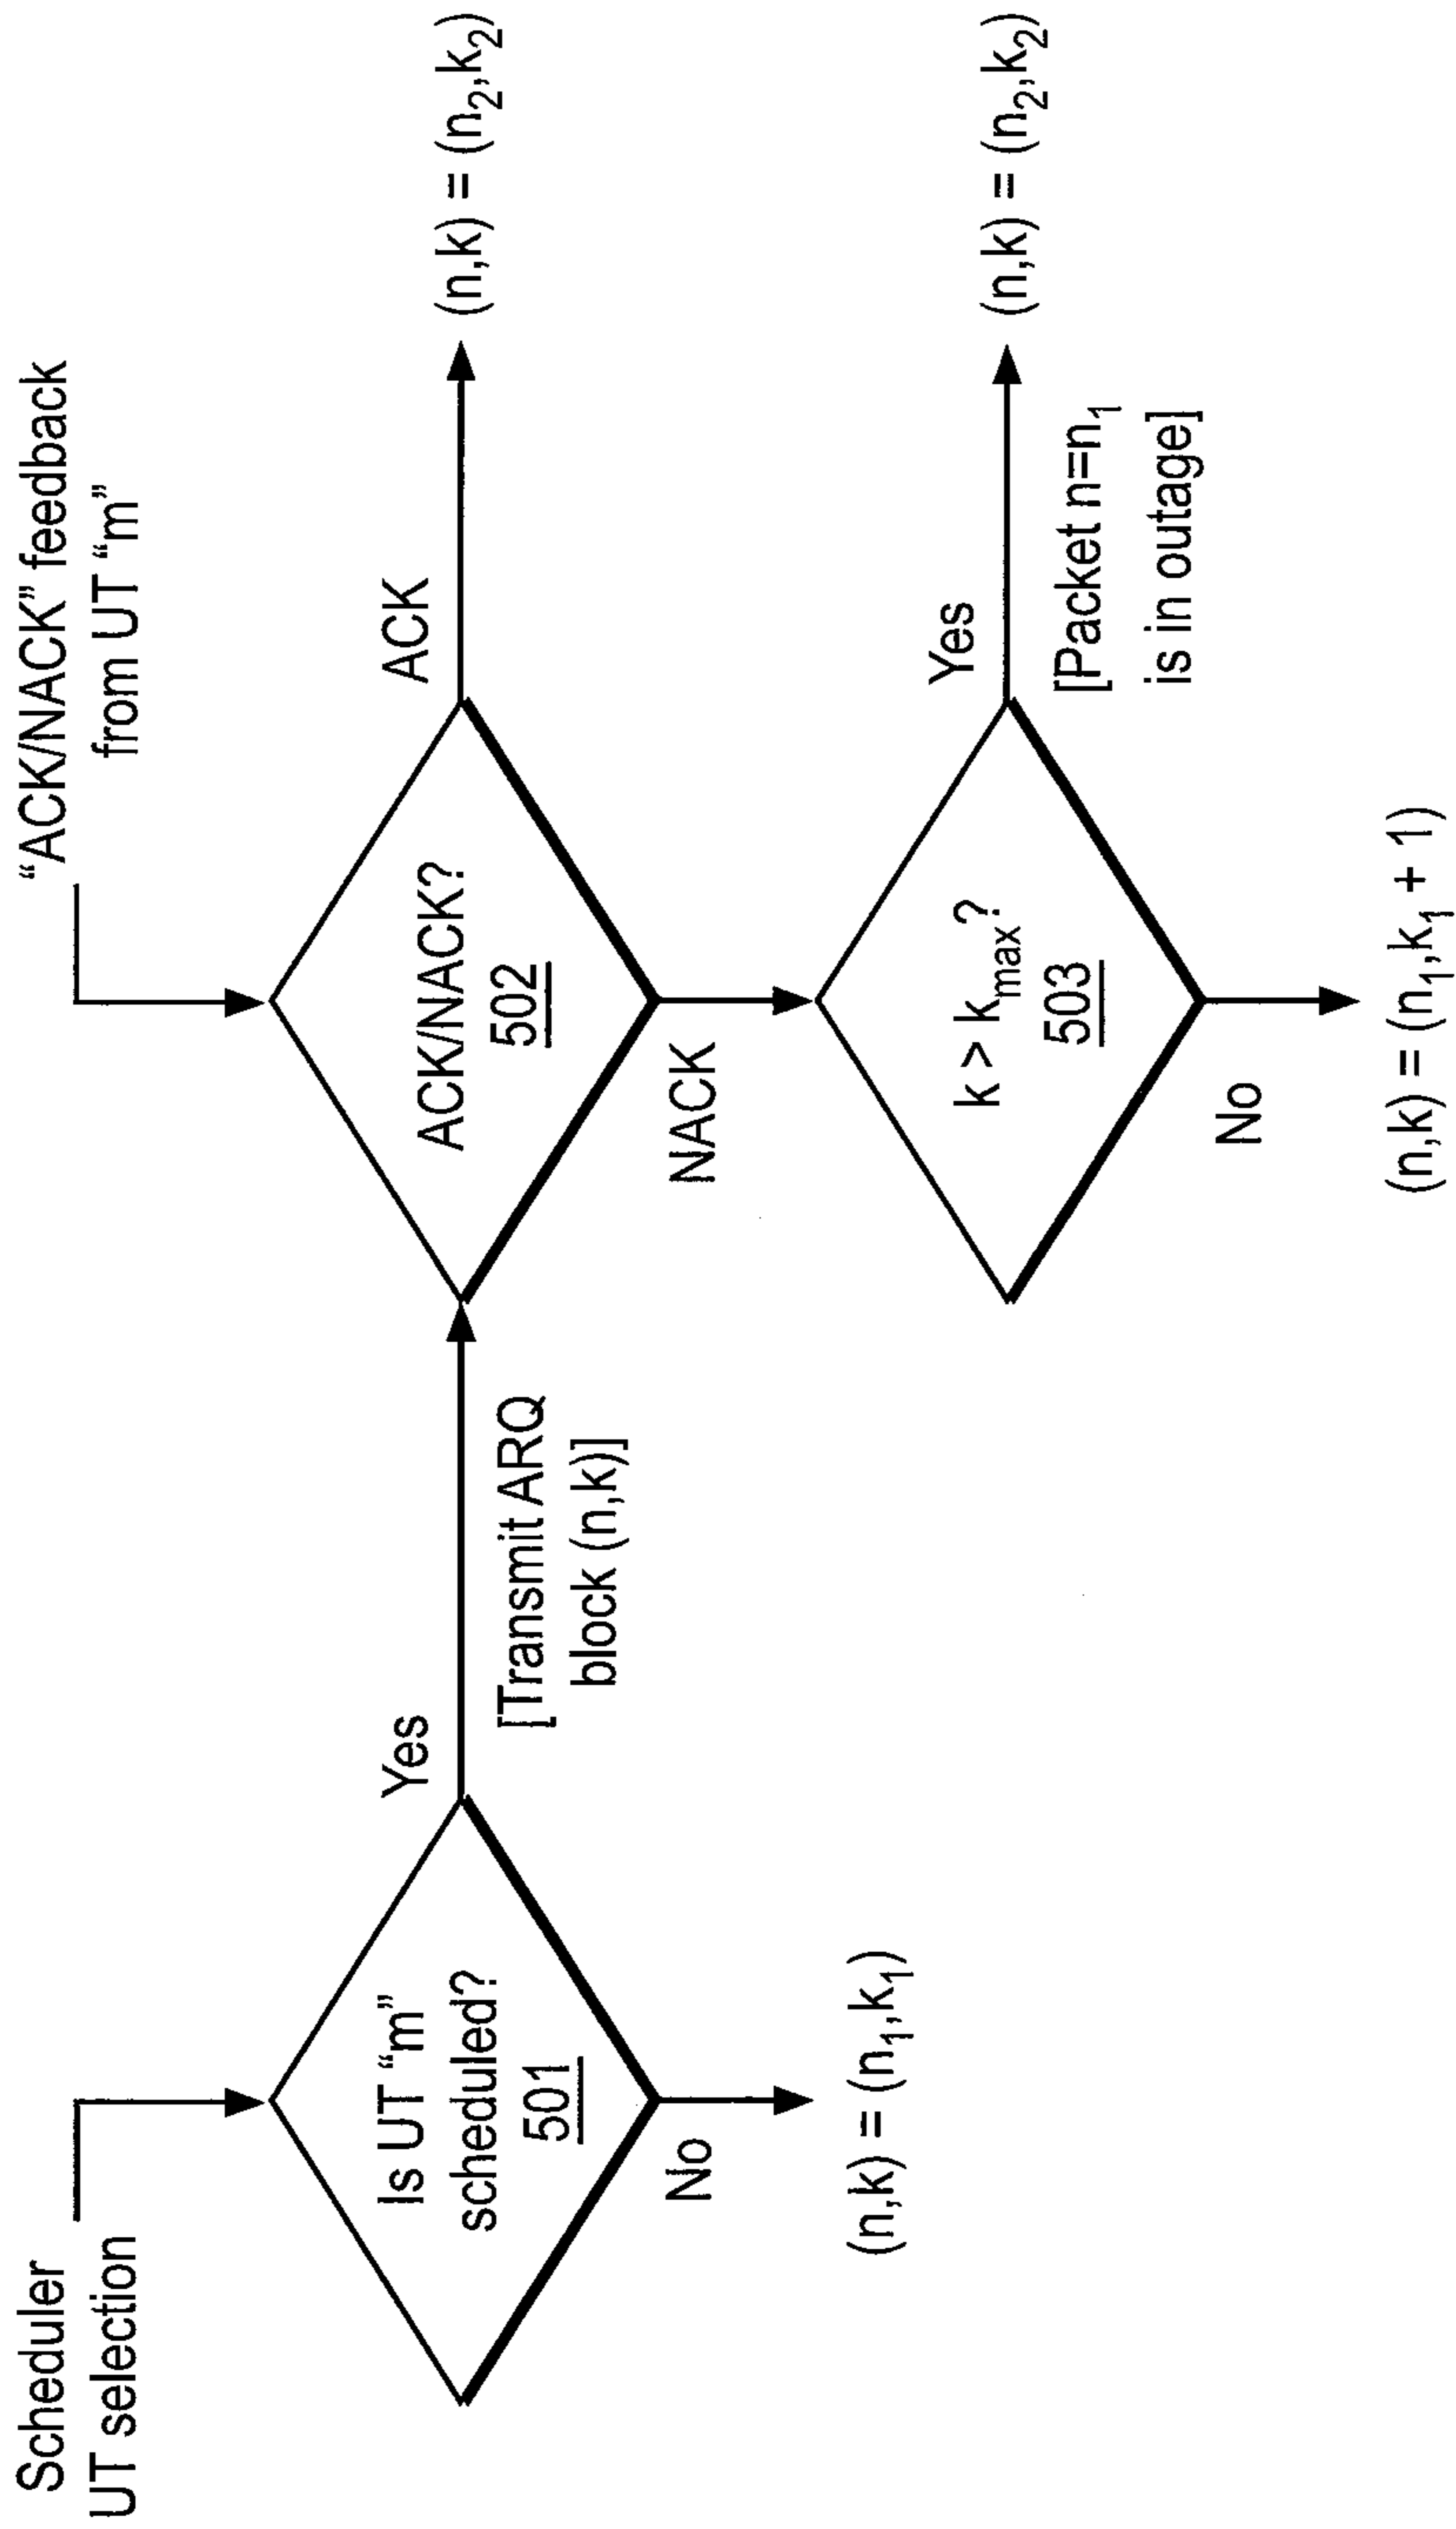 Scheduler
UT selection
Is UT “m”
scheduled?
501
No
(n,k) = (n₁,k₁)
Yes
[Transmit ARQ
block (n,k)]
“ACK/NACK” feedback
from UT “m”
ACK/NACK?
502
ACK
(n,k) = (n₂,k₂)
NACK
k > kₘₐₓ?
503
Yes
[Packet n=n₁
is in outage]
(n,k) = (n₂,k₂)
No
(n,k) = (n₁,k₁ + 1)